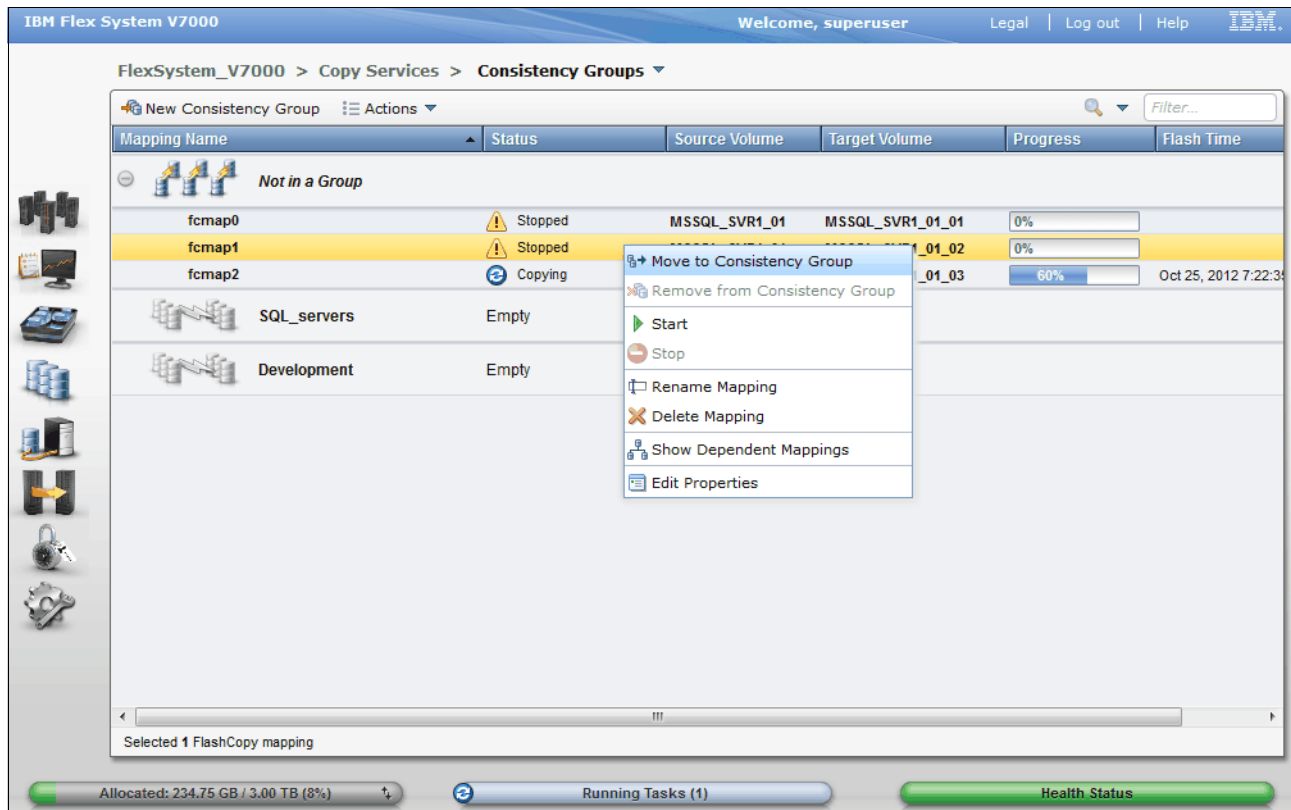 IBM Flex System V7000 Welcome, superuser Legal | Log out | Help IBM.
FlexSystem_V7000 > Copy Services > Consistency Groups
New Consistency Group Actions Filter...
Mapping Name Status Source Volume Target Volume Progress Flash Time
Not in a Group
fcmap0 Stopped MSSQL_SVR1_01 MSSQL_SVR1_01_01 0%
fcmap1 Stopped 1_01_02 0%
fcmap2 Copying _01_03 60% Oct 25, 2012 7:22:35
Move to Consistency Group
Remove from Consistency Group
Start
Stop
Rename Mapping
Delete Mapping
Show Dependent Mappings
Edit Properties
SQL_servers Empty
Development Empty
Selected 1 FlashCopy mapping
Allocated: 234.75 GB / 3.00 TB (8%) Running Tasks (1) Health Status